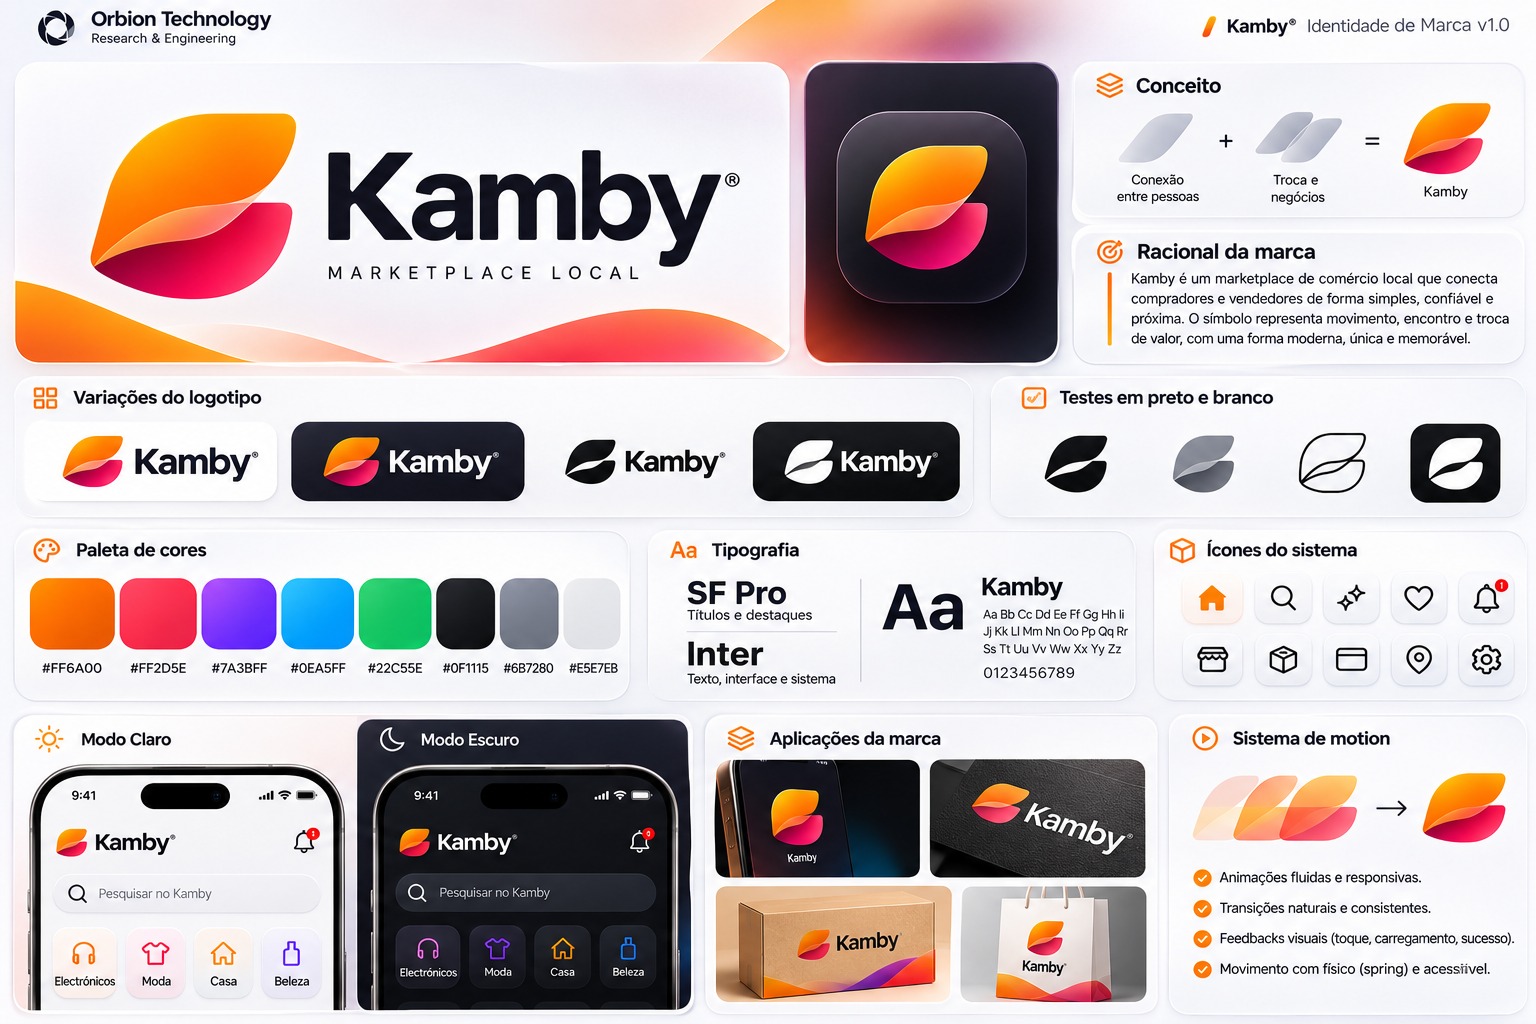 Orbion Technology
Research & Engineering
Kamby® Identidade de Marca v1.0
Kamby®
MARKETPLACE LOCAL
Conceito
+
=
Conexão
entre pessoas
Troca e
negócios
Kamby
Racional da marca
Kamby é um marketplace de comércio local que conecta
compradores e vendedores de forma simples, confiável e
próxima. O símbolo representa movimento, encontro e troca
de valor, com uma forma moderna, única e memorável.
Variações do logotipo
Kamby®
Kamby®
Kamby®
Kamby®
Testes em preto e branco
Paleta de cores
#FF6A00
#FF2D5E
#7A3BFF
#0EA5FF
#22C55E
#0F1115
#6B7280
#E5E7EB
Aa Tipografia
SF Pro
Títulos e destaques
Inter
Texto, interface e sistema
Aa
Kamby
Aa Bb Cc Dd Ee Ff Gg Hh Ii
Jj Kk Ll Mm Nn Oo Pp Qq Rr
Ss Tt Uu Vv Ww Xx Yy Zz
0123456789
Ícones do sistema
1
Modo Claro
9:41
Kamby®
Pesquisar no Kamby
Electrónicos
Moda
Casa
Beleza
Modo Escuro
9:41
Kamby®
Pesquisar no Kamby
Electrónicos
Moda
Casa
Beleza
Aplicações da marca
Kamby
Kamby®
Kamby®
Kamby®
Sistema de motion
Animações fluidas e responsivas.
Transições naturais e consistentes.
Feedbacks visuais (toque, carregamento, sucesso).
Movimento com físico (spring) e